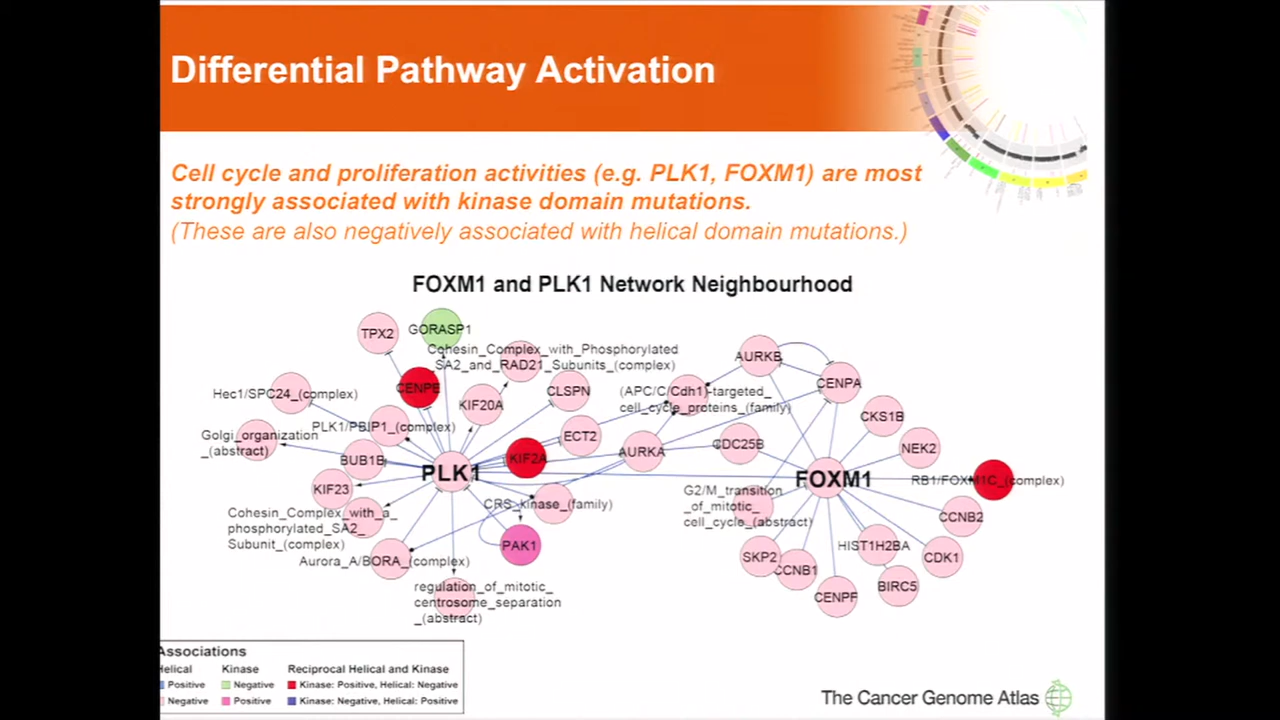 Differential Pathway Activation
Cell cycle and proliferation activities (e.g. PLK1, FOXM1) are most
strongly associated with kinase domain mutations.
(These are also negatively associated with helical domain mutations.)
FOXM1 and PLK1 Network Neighbourhood
TPX2
GORASP1
Cohesin_Complex_with_Phosphorylated
_SA2_and_RAD21_Subunits_(complex)
AURKB
CENPE
CENPA
Hec1/SPC24_(complex)
KIF20A
CLSPN
(APC/C(Cdh1)-targeted_
cell_cycle_proteins_(family)
CKS1B
PLK1/PBIP1_(complex)
Golgi_organization
_(abstract)
ECT2
CDC25B
NEK2
BUB1B
PLK1
KIF2A
AURKA
FOXM1
RB1/FOXM1C_(complex)
KIF23
CRS_kinase_(family)
G2/M_transition
_of_mitotic_
cell_cycle_(abstract)
CCNB2
Cohesin_Complex_with_a_
phosphorylated_SA2_
Subunit_(complex)
PAK1
HIST1H2BA
SKP2
CDK1
Aurora_A/BORA_(complex)
CCNB1
BIRC5
regulation_of_mitotic_
centrosome_separation
_(abstract)
CENPF
Associations
Helical Kinase Reciprocal Helical and Kinase
Positive Negative Kinase: Positive, Helical: Negative
Negative Positive Kinase: Negative, Helical: Positive
The Cancer Genome Atlas